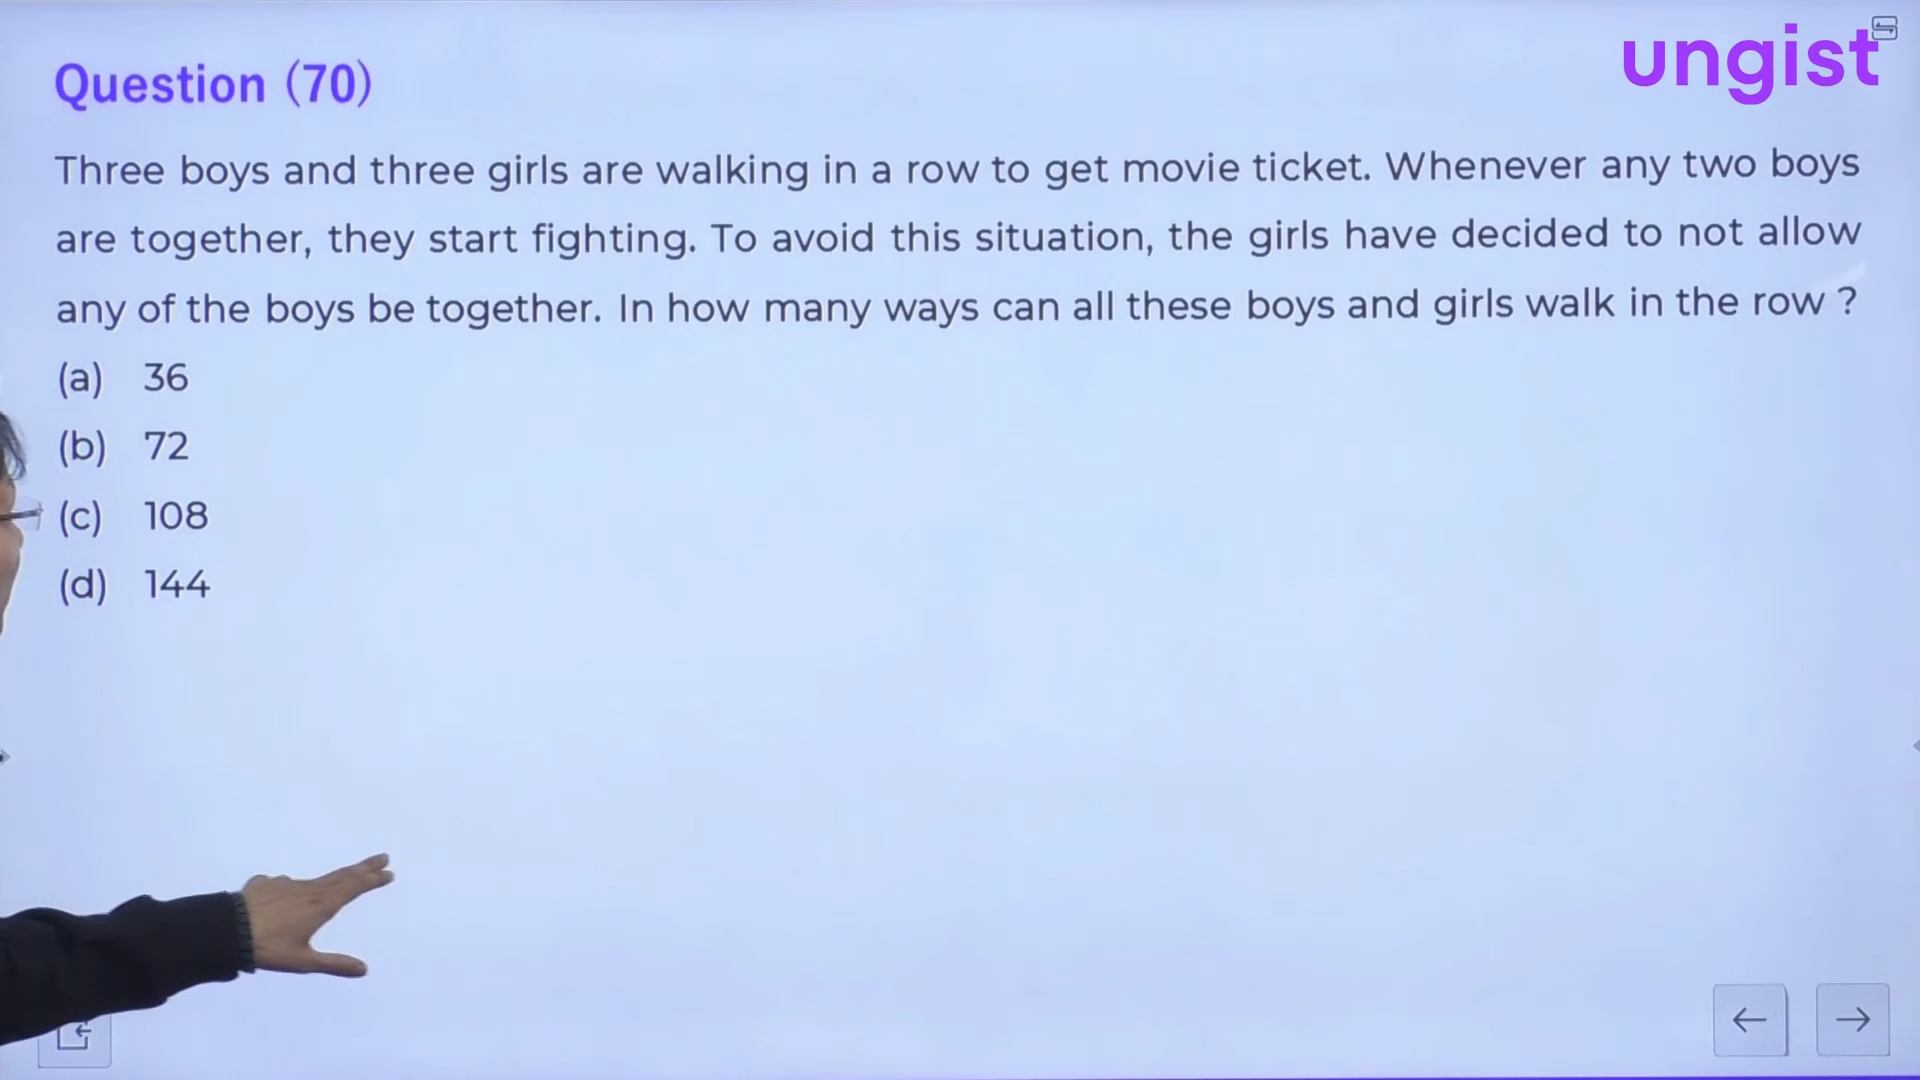 ungist
Question (70)
Three boys and three girls are walking in a row to get movie ticket. Whenever any two boys
are together, they start fighting. To avoid this situation, the girls have decided to not allow
any of the boys be together. In how many ways can all these boys and girls walk in the row ?
(a) 36
(b) 72
(c) 108
(d) 144